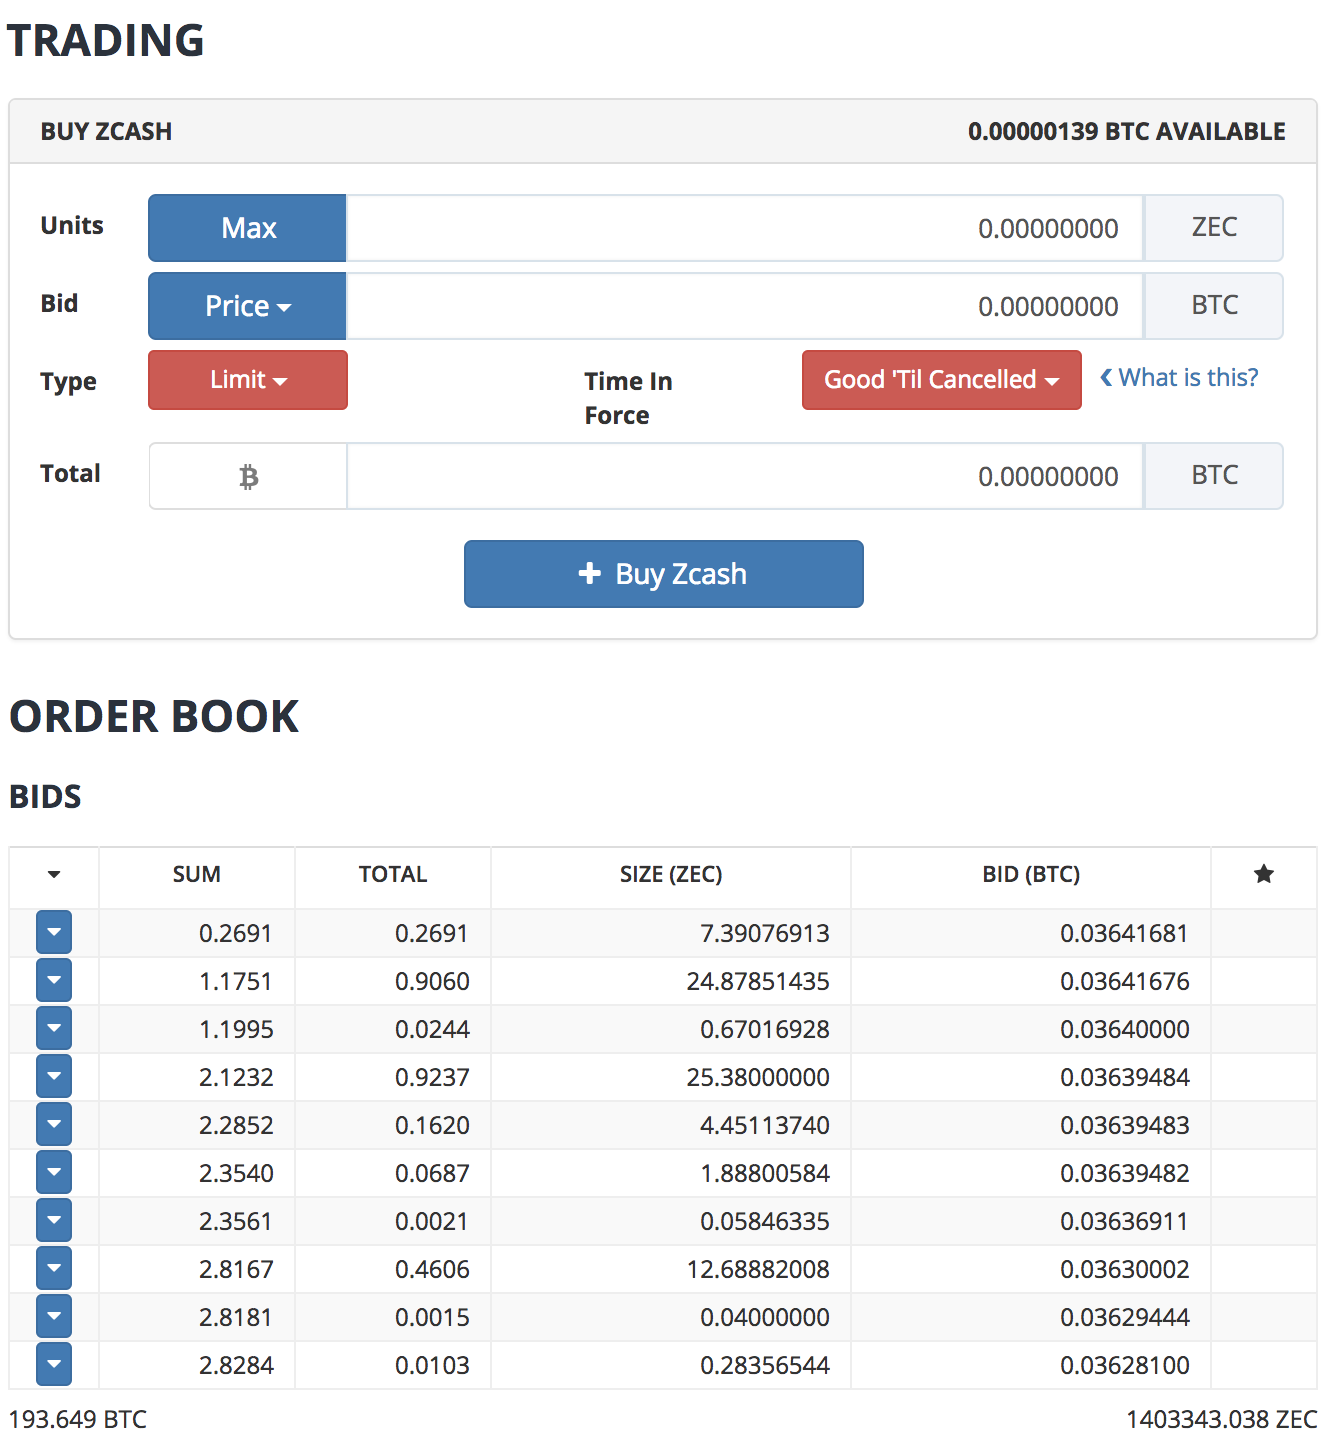 TRADING
BUY ZCASH 0.00000139 BTC AVAILABLE
Units Max 0.00000000 ZEC
Bid Price 0.00000000 BTC
Type Limit Time In Force Good 'Til Cancelled What is this?
Total 0.00000000 BTC
Buy Zcash
ORDER BOOK
BIDS
SUM TOTAL SIZE (ZEC) BID (BTC)
0.2691 0.2691 7.39076913 0.03641681
1.1751 0.9060 24.87851435 0.03641676
1.1995 0.0244 0.67016928 0.03640000
2.1232 0.9237 25.38000000 0.03639484
2.2852 0.1620 4.45113740 0.03639483
2.3540 0.0687 1.88800584 0.03639482
2.3561 0.0021 0.05846335 0.03636911
2.8167 0.4606 12.68882008 0.03630002
2.8181 0.0015 0.04000000 0.03629444
2.8284 0.0103 0.28356544 0.03628100
193.649 BTC 1403343.038 ZEC